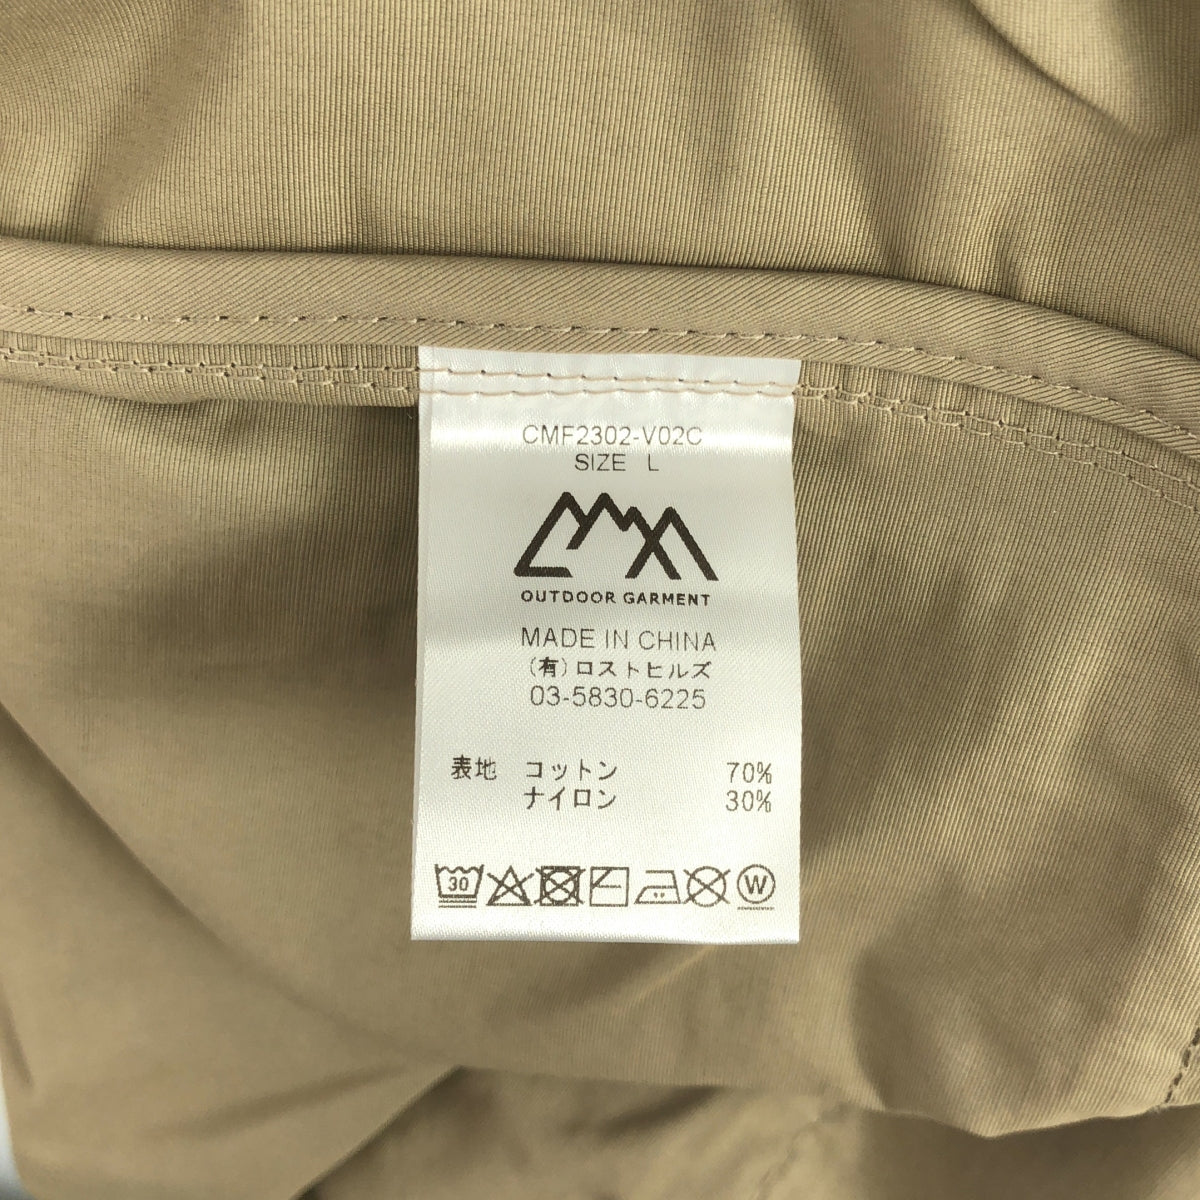 CMF2302-V02C
SIZE L
OUTDOOR GARMENT
MADE IN CHINA
(有)ロストヒルズ
03-5830-6225
表地 コットン 70%
ナイロン 30%
30 W